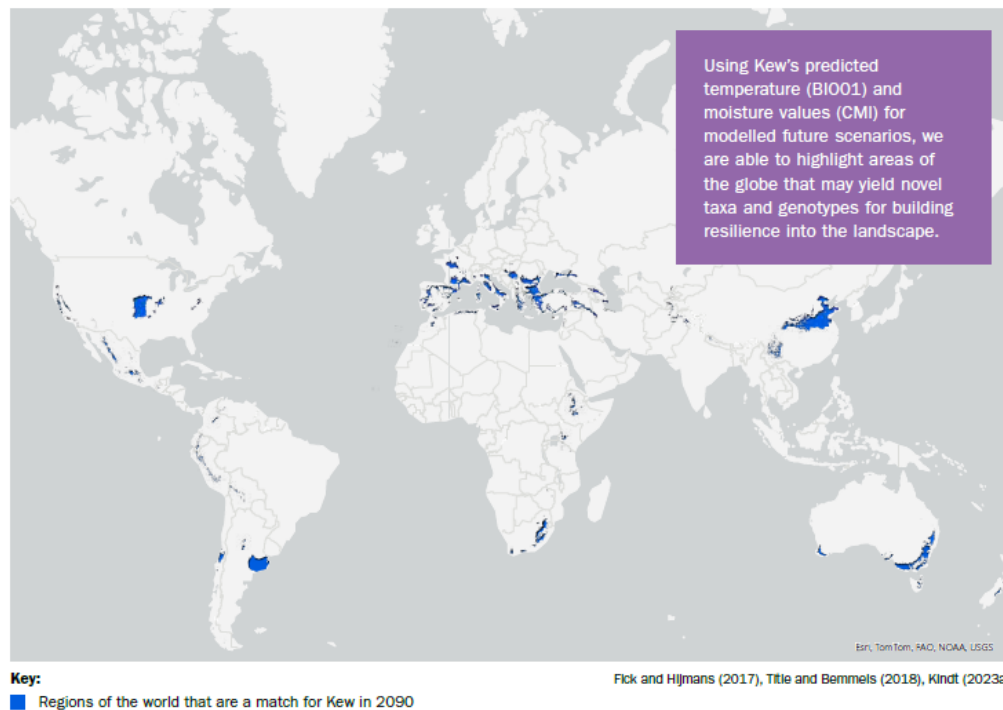 Using Kew's predicted
temperature (BIO01) and
moisture values (CMI) for
modelled future scenarios, we
are able to highlight areas of
the globe that may yield novel
taxa and genotypes for building
resilience into the landscape.
Esri, TomTom, FAO, NOAA, USGS
Key:
Fick and Hijmans (2017), Title and Bemmels (2018), Kindt (2023a
Regions of the world that are a match for Kew in 2090